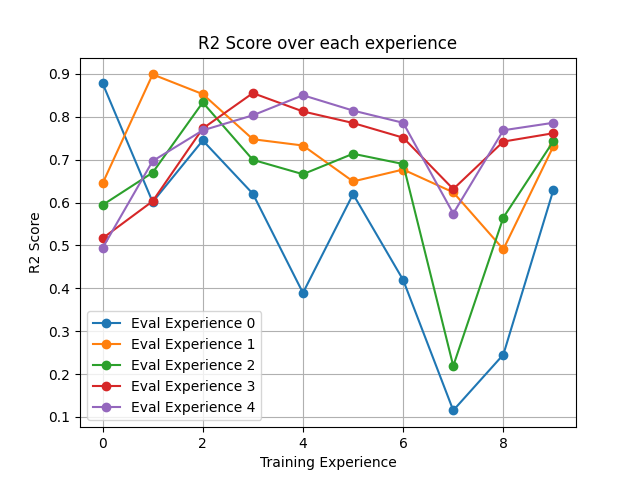 R2 Score over each experience
0.9
0.8
0.7
0.6
0.5
0.4
0.3
0.2
0.1
R2 Score
Eval Experience 0
Eval Experience 1
Eval Experience 2
Eval Experience 3
Eval Experience 4
0 2 4 6 8
Training Experience